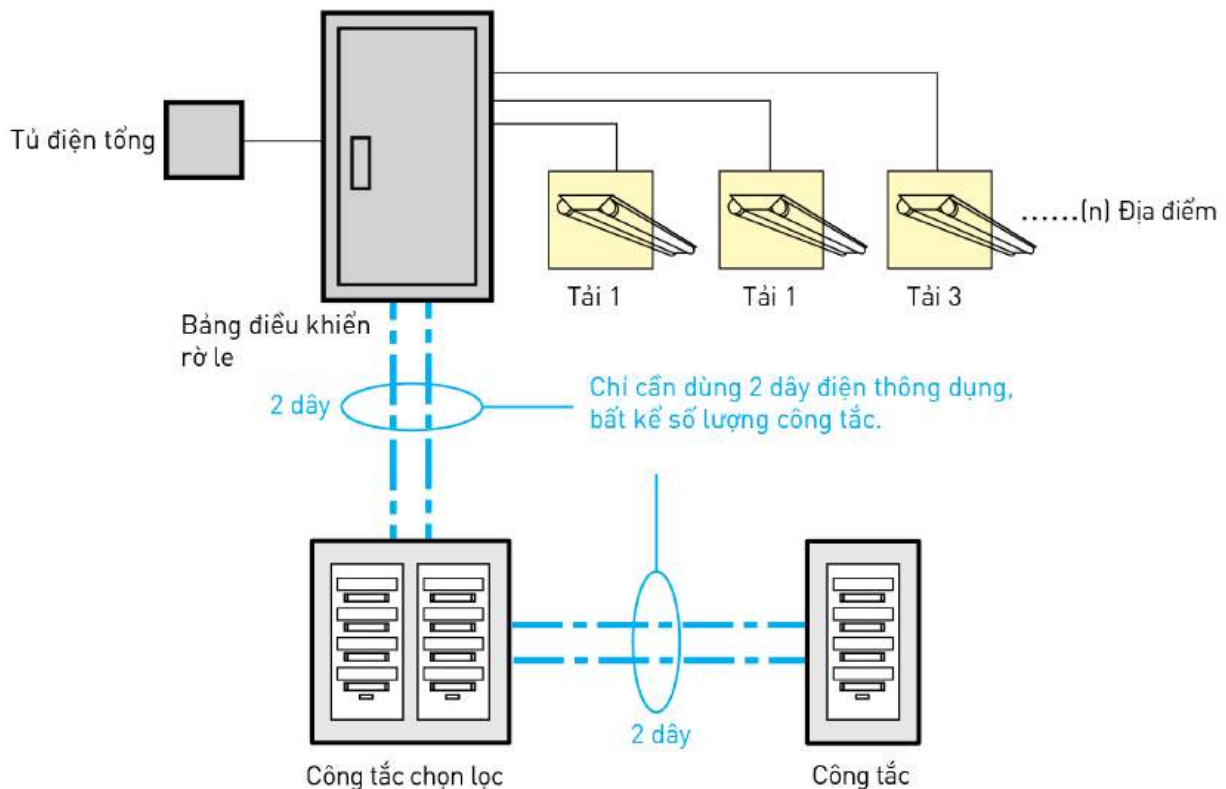 Tủ điện tổng
......(n) Địa điểm
Tải 1
Tải 1
Tải 3
Bảng điều khiển
rờ le
2 dây
Chỉ cần dùng 2 dây điện thông dụng,
bất kể số lượng công tắc.
2 dây
Công tắc chọn lọc
Công tắc